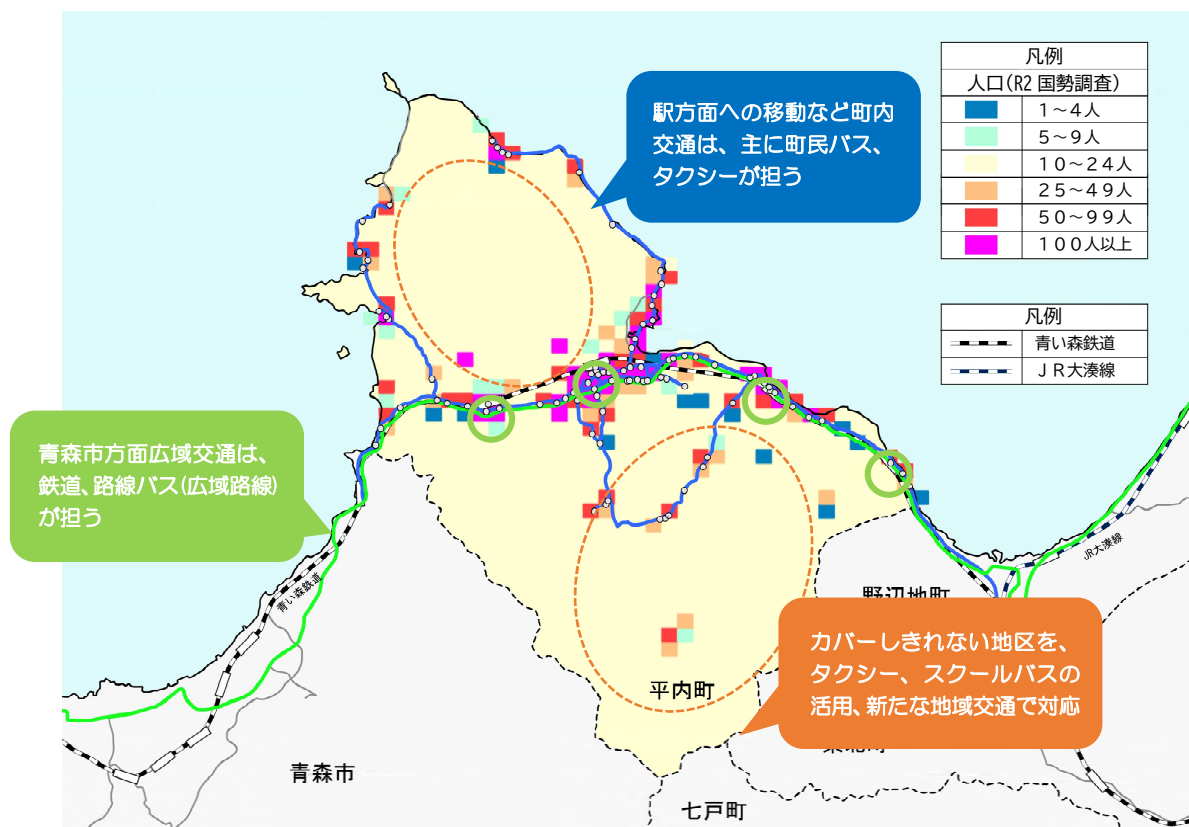 凡例
人口(R2 国勢調査)
1～4人
5～9人
10～24人
25～49人
50～99人
100人以上
凡例
青い森鉄道
JR大湊線
駅方面への移動など町内
交通は、主に町民バス、
タクシーが担う
青森市方面広域交通は、
鉄道、路線バス(広域路線)
が担う
青い森鉄道
JR大湊線
野辺地町
カバーしきれない地区を、
タクシー、スクールバスの
活用、新たな地域交通で対応
平内町
青森市
七戸町